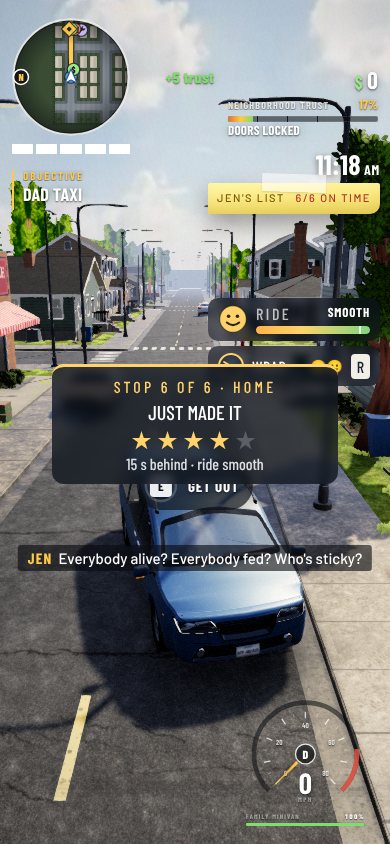 N
+5 trust
$ 0
NEIGHBORHOOD TRUST 17%
DOORS LOCKED
11:18 AM
OBJECTIVE
DAD TAXI
JEN'S LIST 6/6 ON TIME
RIDE SMOOTH
WRAP R
STOP 6 OF 6 · HOME
JUST MADE IT
15 s behind · ride smooth
E GET OUT
JEN Everybody alive? Everybody fed? Who's sticky?
20 40 60
80
D
0
MPH
FAMILY MINIVAN 100%